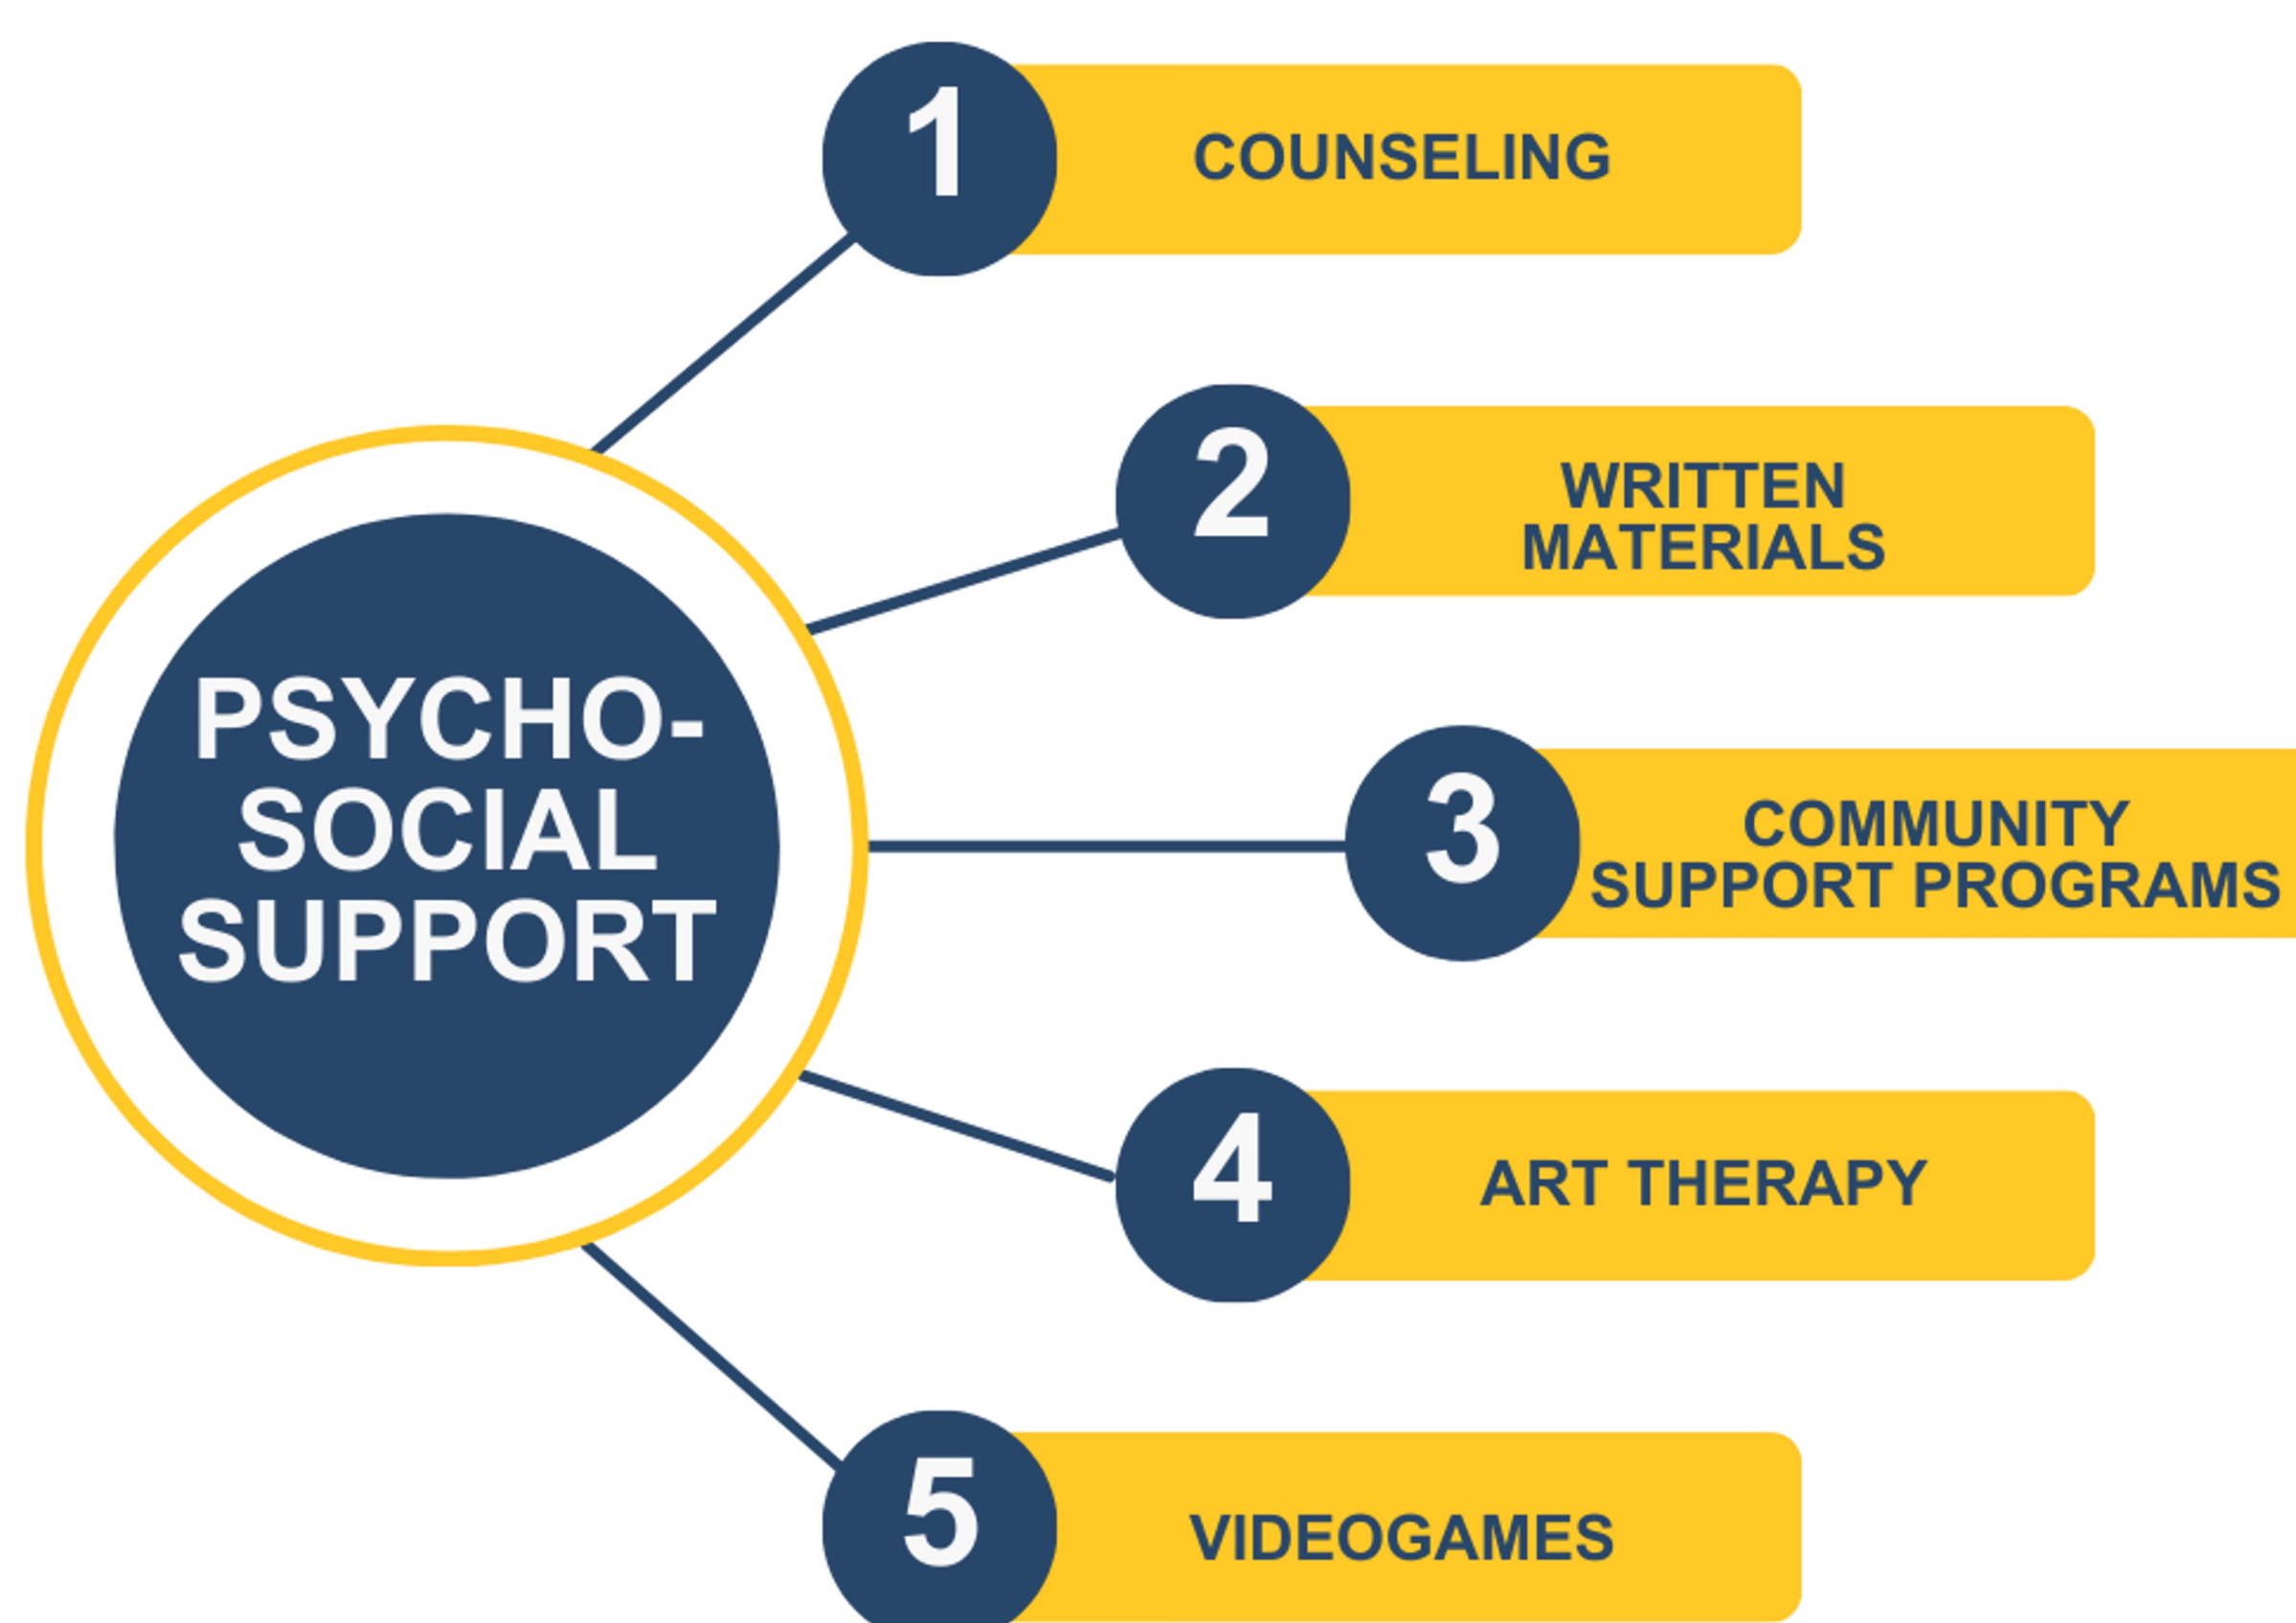 PSYCHO-
SOCIAL
SUPPORT
1
COUNSELING
2
WRITTEN
MATERIALS
3
COMMUNITY
SUPPORT PROGRAMS
4
ART THERAPY
5
VIDEOGAMES